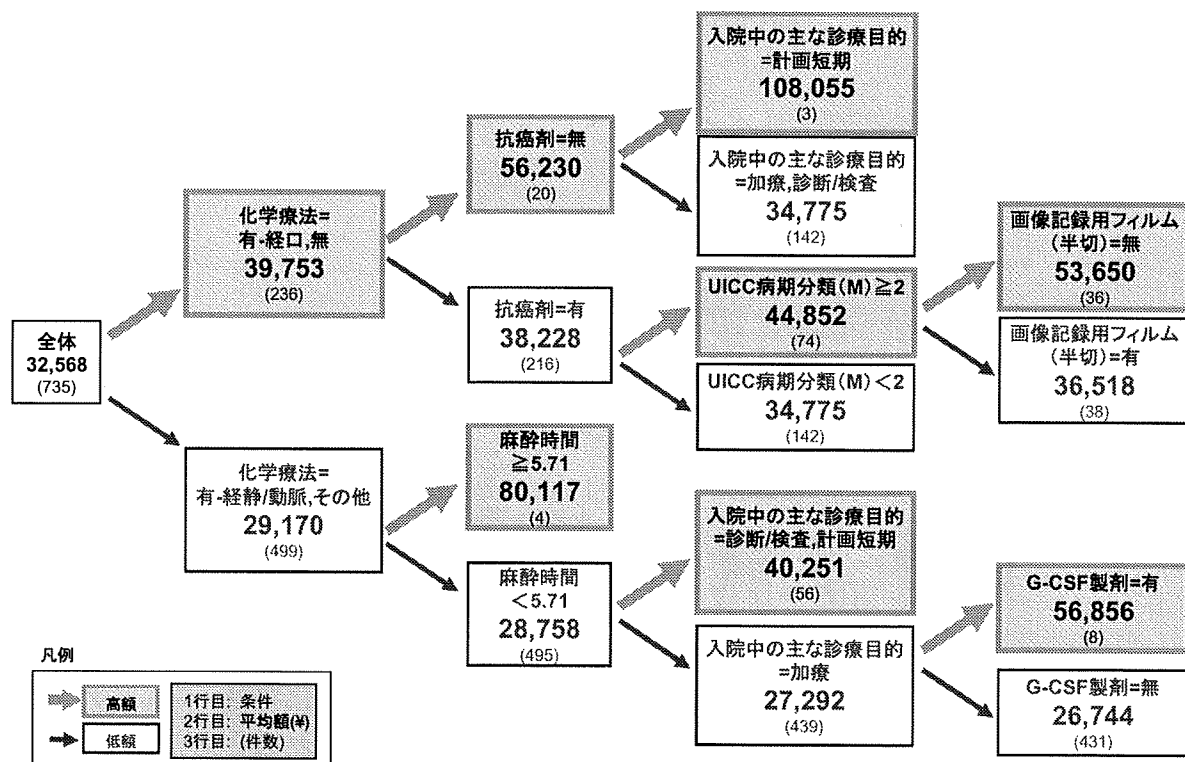 全体
32,568
(735)
化学療法=
有-経口,無
39,753
(236)
化学療法=
有-経静/動脈,その他
29,170
(499)
抗癌剤=無
56,230
(20)
抗癌剤=有
38,228
(216)
麻酔時間
≧5.71
80,117
(4)
麻酔時間
<5.71
28,758
(495)
入院中の主な診療目的
=計画短期
108,055
(3)
入院中の主な診療目的
=加療,診断/検査
34,775
(142)
UICC病期分類(M)≧2
44,852
(74)
UICC病期分類(M)<2
34,775
(142)
入院中の主な診療目的
=診断/検査,計画短期
40,251
(56)
入院中の主な診療目的
=加療
27,292
(439)
画像記録用フィルム
(半切)=無
53,650
(36)
画像記録用フィルム
(半切)=有
36,518
(38)
G-CSF製剤=有
56,856
(8)
G-CSF製剤=無
26,744
(431)
凡例
高額
低額
1行目: 条件
2行目: 平均額(¥)
3行目: (件数)